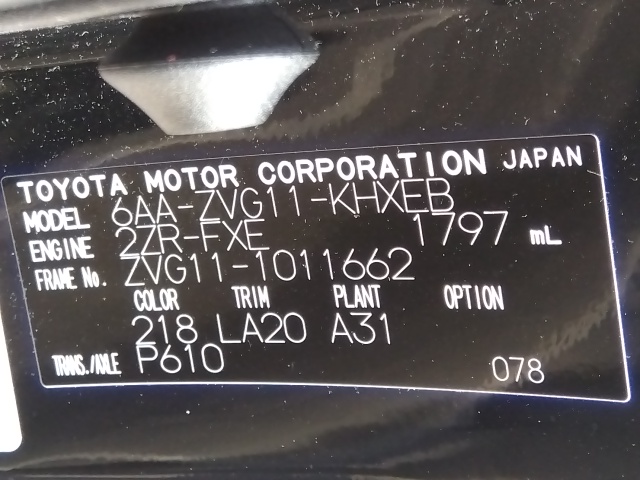 TOYOTA MOTOR CORPORATION JAPAN
MODEL 6AA-ZVG11-KHXEB
ENGINE 2ZR-FXE 1797 mL
FRAME No. ZVG11-1011662
COLOR TRIM PLANT OPTION
218 LA20 A31
TRANS./AXLE P610 078